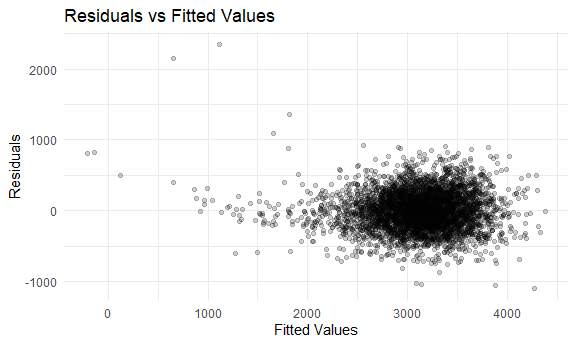 Residuals vs Fitted Values
2000
1000
0
-1000
Residuals
0 1000 2000 3000 4000
Fitted Values